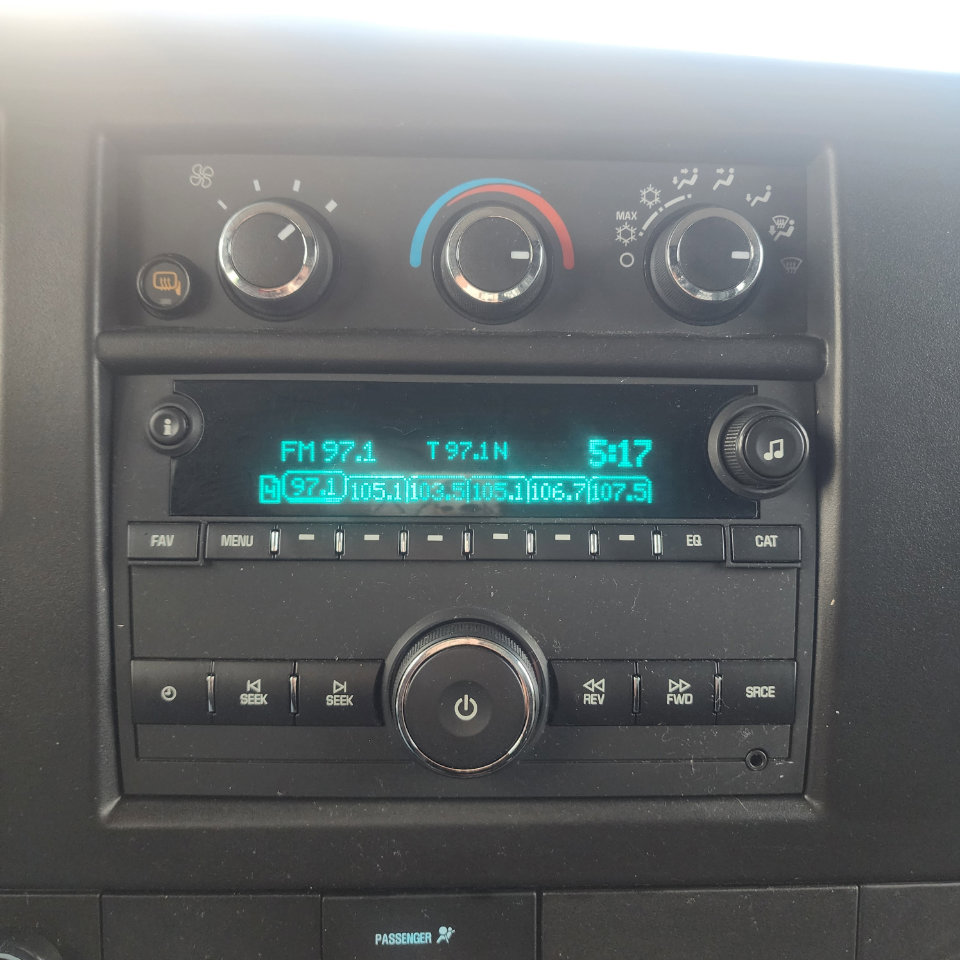 MAX
FM 97.1 T 97.1 N 5:17
4 97.1 105.1 103.5 105.1 106.7 107.5
FAV MENU EQ CAT
SEEK SEEK REV FWD SRCE
PASSENGER